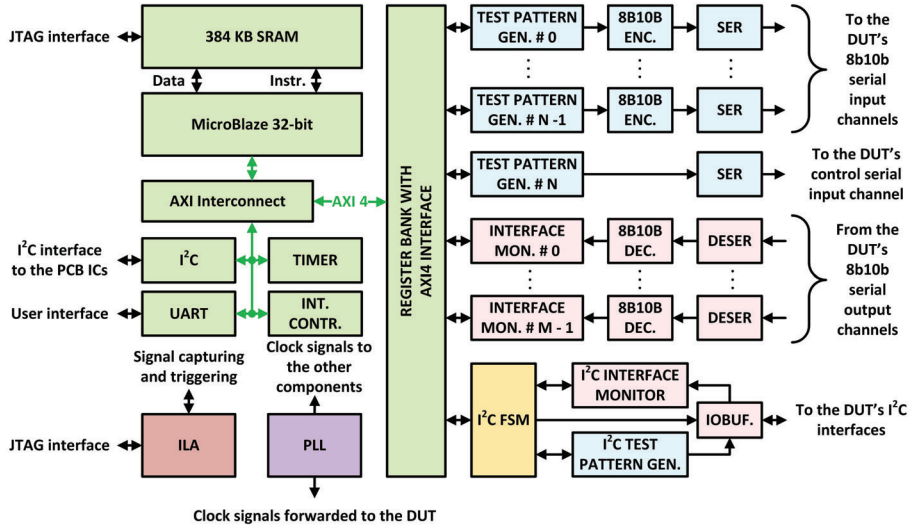 JTAG interface
384 KB SRAM
Data
Instr.
MicroBlaze 32-bit
AXI Interconnect
AXI 4
I²C interface
to the PCB ICs
I²C
TIMER
User interface
UART
INT.
CONTR.
Signal capturing
and triggering
Clock signals to
the other
components
JTAG interface
ILA
PLL
Clock signals forwarded to the DUT
REGISTER BANK WITH
AXI4 INTERFACE
TEST PATTERN
GEN. # 0
8B10B
ENC.
SER
TEST PATTERN
GEN. # N -1
8B10B
ENC.
SER
To the
DUT's
8b10b
serial
input
channels
TEST PATTERN
GEN. # N
SER
To the DUT's
control serial
input channel
INTERFACE
MON. # 0
8B10B
DEC.
DESER
INTERFACE
MON. # M - 1
8B10B
DEC.
DESER
From the
DUT's
8b10b
serial
output
channels
I²C FSM
I²C INTERFACE
MONITOR
IOBUF.
I²C TEST
PATTERN GEN.
To the DUT's I²C
interfaces